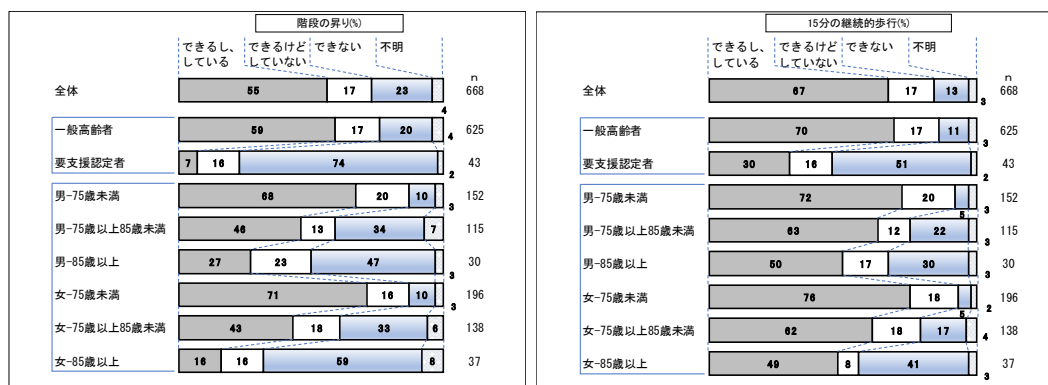 階段の昇り(%)
できるし、 できるけど できない 不明
している していない
n
全体 55 17 23 4 668
一般高齢者 59 17 20 4 625
要支援認定者 7 16 74 2 43
男-75歳未満 68 20 10 3 152
男-75歳以上85歳未満 46 13 34 7 115
男-85歳以上 27 23 47 3 30
女-75歳未満 71 16 10 3 196
女-75歳以上85歳未満 43 18 33 6 138
女-85歳以上 16 16 59 8 37
15分の継続的歩行(%)
できるし、 できるけど できない 不明
している していない
n
全体 67 17 13 3 668
一般高齢者 70 17 11 3 625
要支援認定者 30 16 51 2 43
男-75歳未満 72 20 5 3 152
男-75歳以上85歳未満 63 12 22 3 115
男-85歳以上 50 17 30 3 30
女-75歳未満 76 18 5 2 196
女-75歳以上85歳未満 62 18 17 4 138
女-85歳以上 49 8 41 3 37